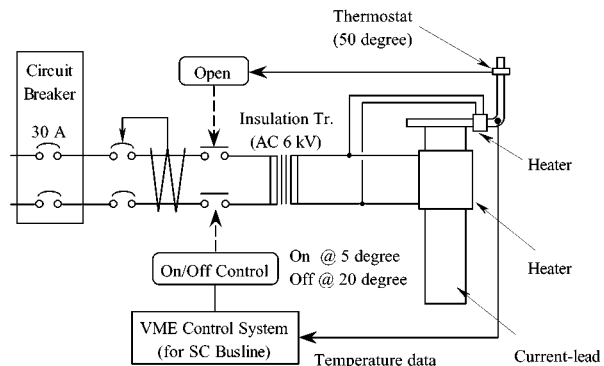 Thermostat
(50 degree)
Circuit
Breaker
Open
30 A
Insulation Tr.
(AC 6 kV)
Heater
On/Off Control
On @ 5 degree
Off @ 20 degree
Heater
VME Control System
(for SC Busline)
Temperature data
Current-lead